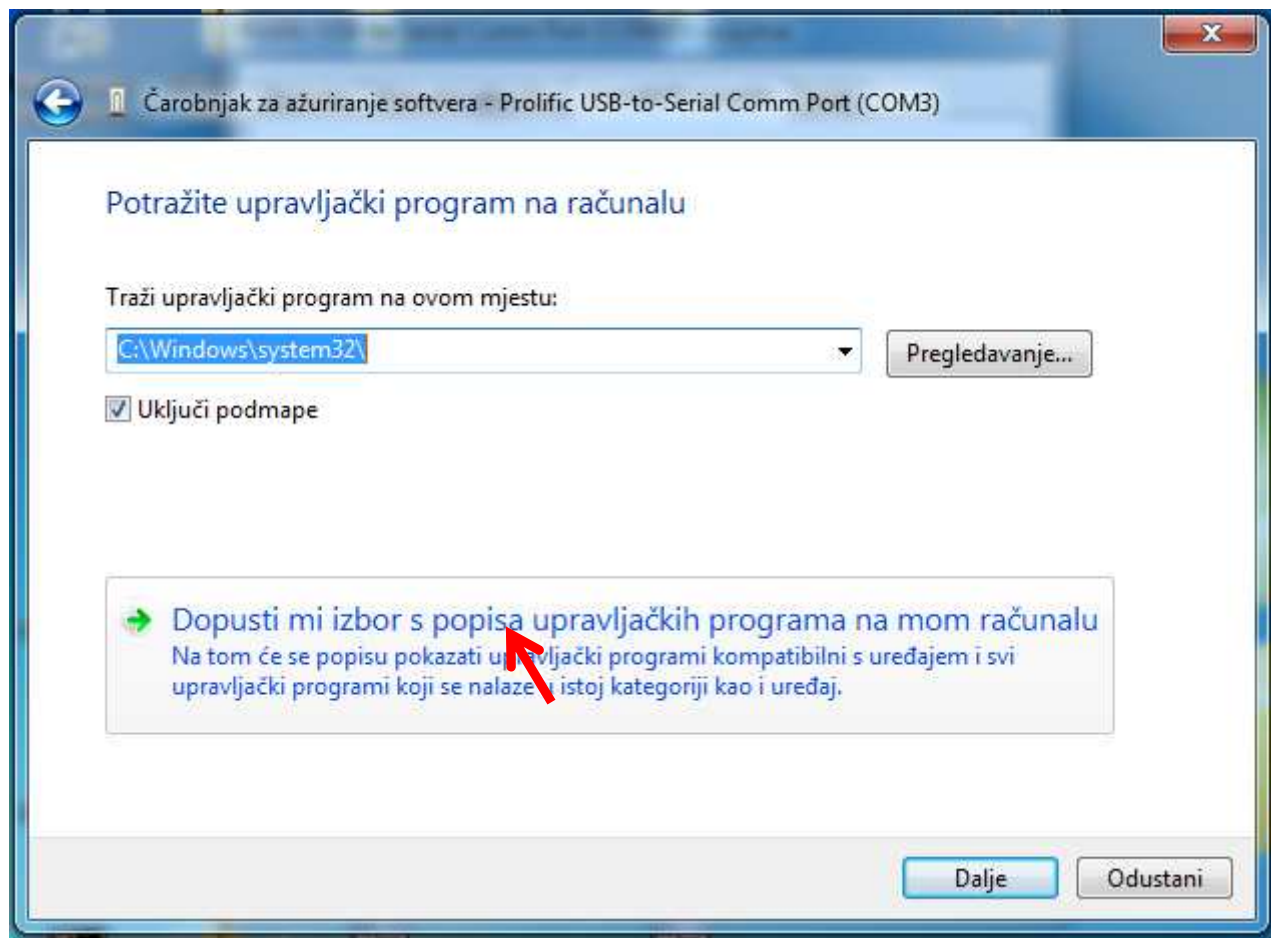 Čarobnjak za ažuriranje softvera - Prolific USB-to-Serial Comm Port (COM3)
Potražite upravljački program na računalu
Traži upravljački program na ovom mjestu:
C:\Windows\system32\
Pregledavanje...
Uključi podmape
Dopusti mi izbor s popisa upravljačkih programa na mom računalu
Na tom će se popisu pokazati upravljački programi kompatibilni s uređajem i svi
upravljački programi koji se nalaze u istoj kategoriji kao i uređaj.
Dalje
Odustani